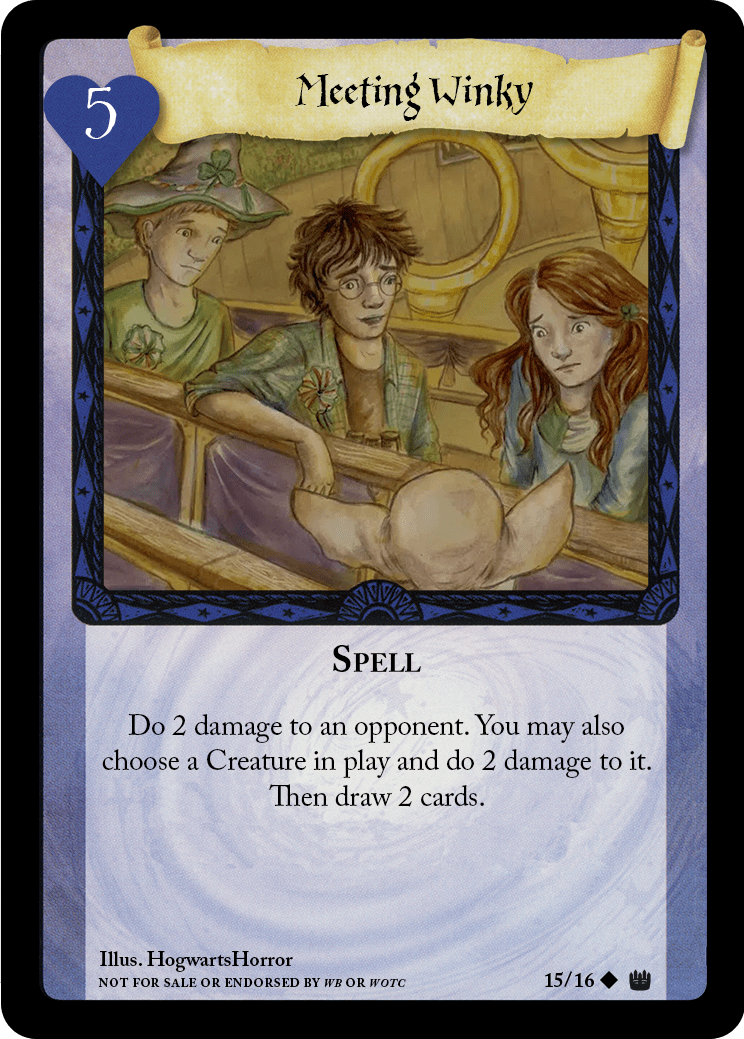 5
Meeting Winky
SPELL
Do 2 damage to an opponent. You may also
choose a Creature in play and do 2 damage to it.
Then draw 2 cards.
Illus. HogwartsHorror
NOT FOR SALE OR ENDORSED BY WB OR WOTC
15/16